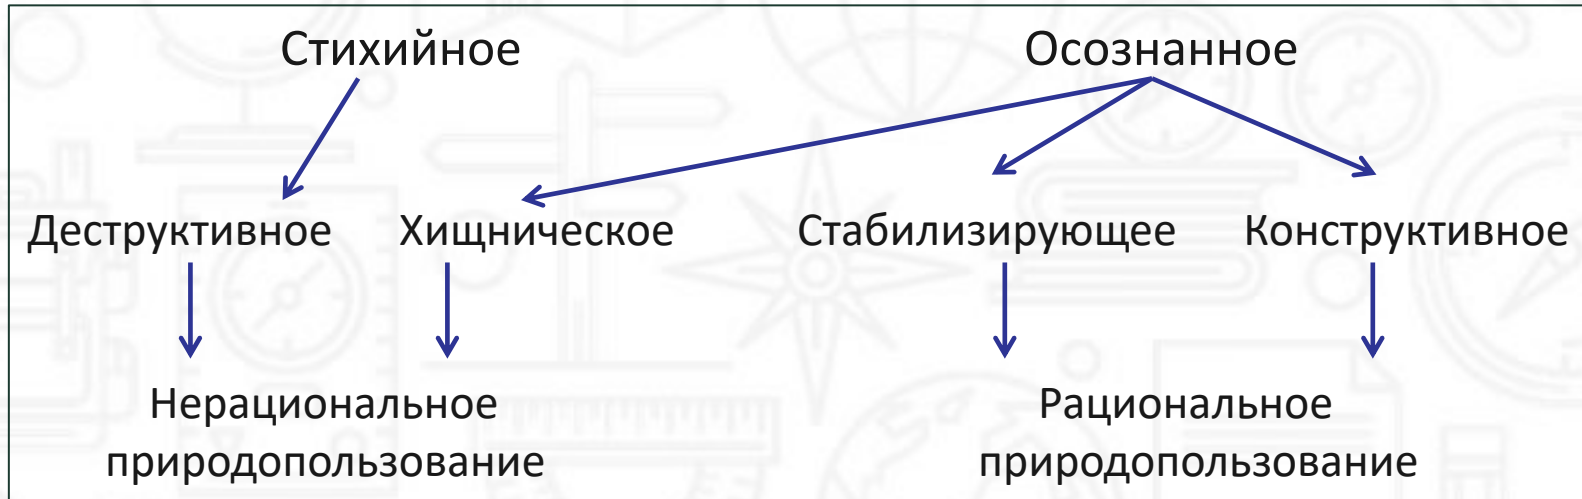 Стихийное
Осознанное
Деструктивное
Хищническое
Стабилизирующее
Конструктивное
Нерациональное
природопользование
Рациональное
природопользование